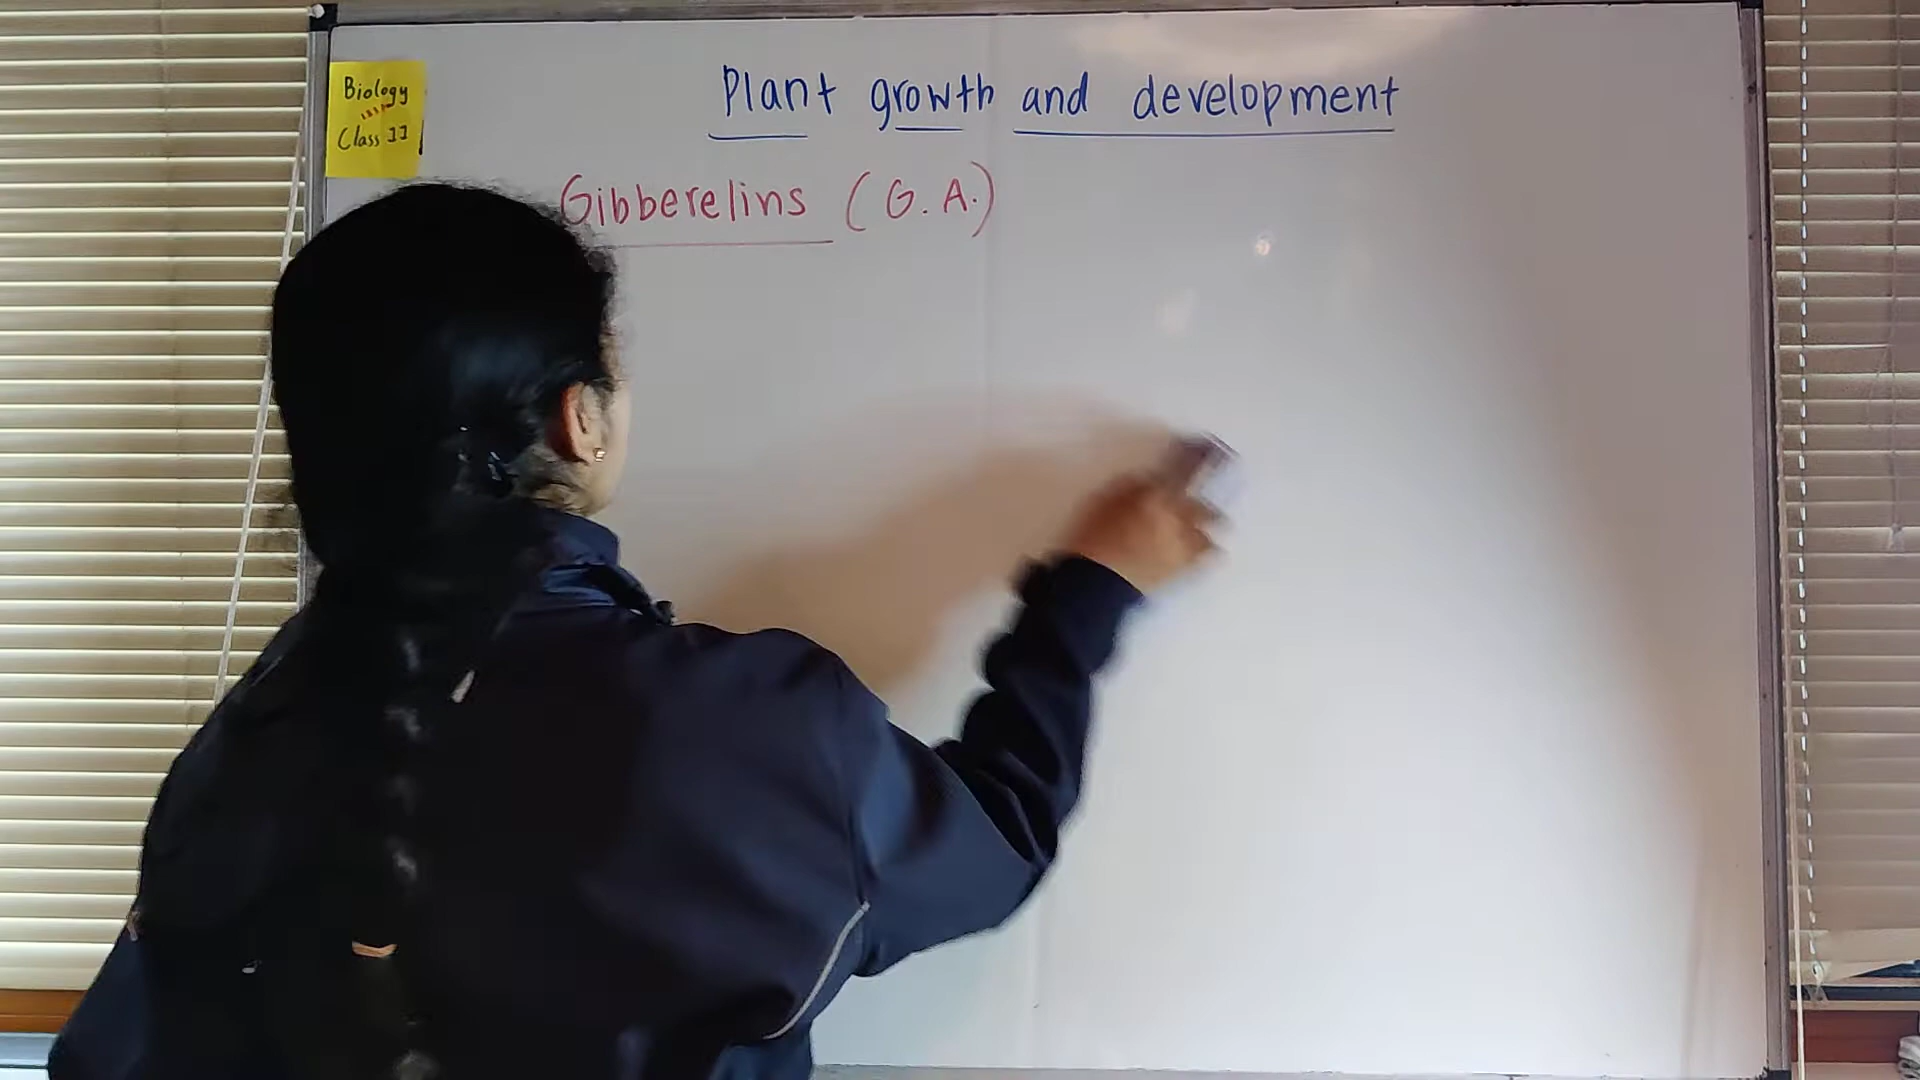 Biology
Class 11
Plant growth and development
Gibberelins (G.A.)